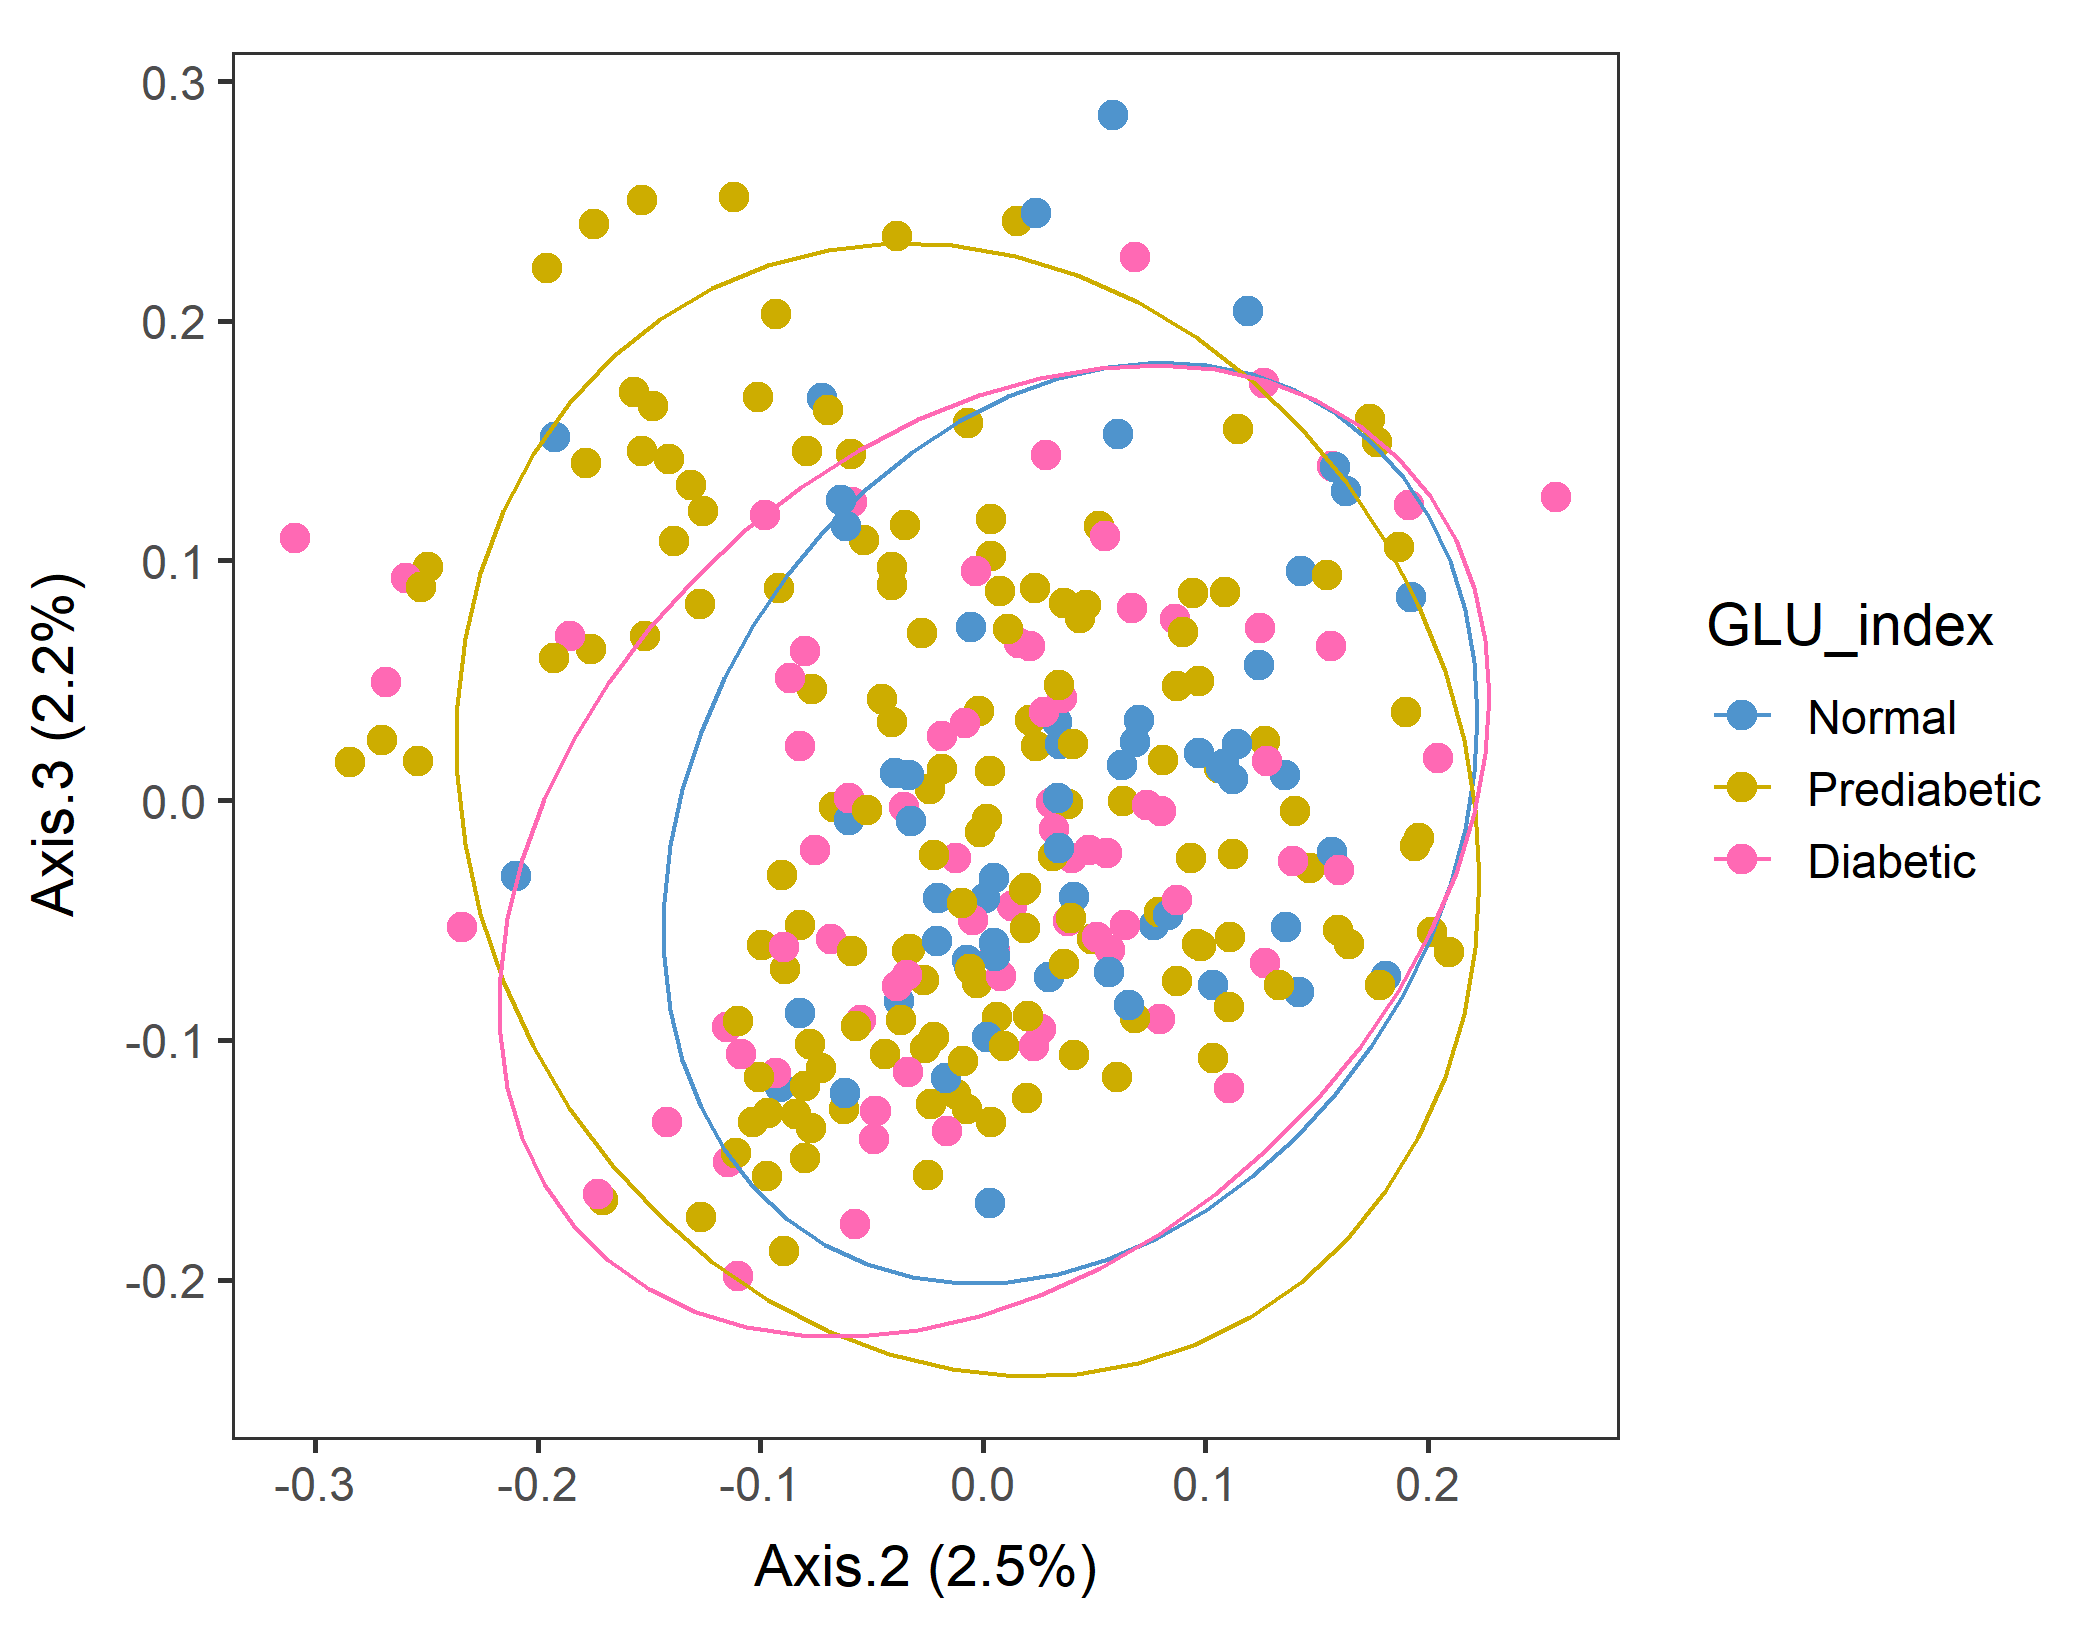 0.3
0.2
0.1
0.0
-0.1
-0.2
Axis.3 (2.2%)
-0.3 -0.2 -0.1 0.0 0.1 0.2
Axis.2 (2.5%)
GLU_index
Normal
Prediabetic
Diabetic